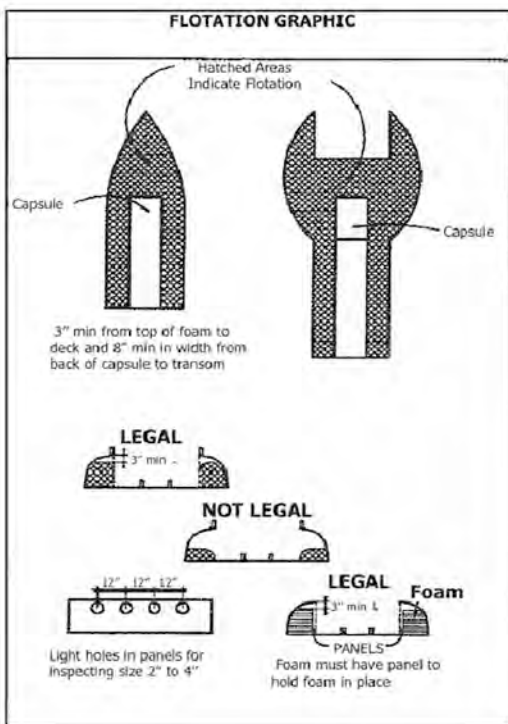 FLOTATION GRAPHIC
Hatched Areas
Indicate Flotation
Capsule
Capsule
3" min from top of foam to
deck and 8" min in width from
back of capsule to transom
LEGAL
3" min
NOT LEGAL
12" 12" 12"
Light holes in panels for
inspecting size 2" to 4"
LEGAL
Foam
3" min
PANELS
Foam must have panel to
hold foam in place